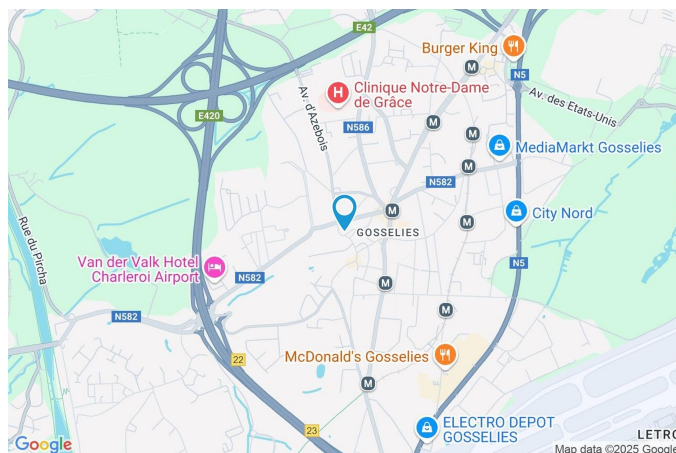 E42
Burger King
N5
Clinique Notre-Dame
de Grâce
Av. des Etats-Unis
E420
Av. d'Azebois
N586
M
M
M
MediaMarkt Gosselies
M
N582
M
City Nord
M
M
GOSSELIES
Rue du Pircha
Van der Valk Hotel
Charleroi Airport
N582
N5
M
M
N582
22
McDonald's Gosselies
M
23
ELECTRO DEPOT
GOSSELIES
LETRO
Google
Map data ©2025 Google